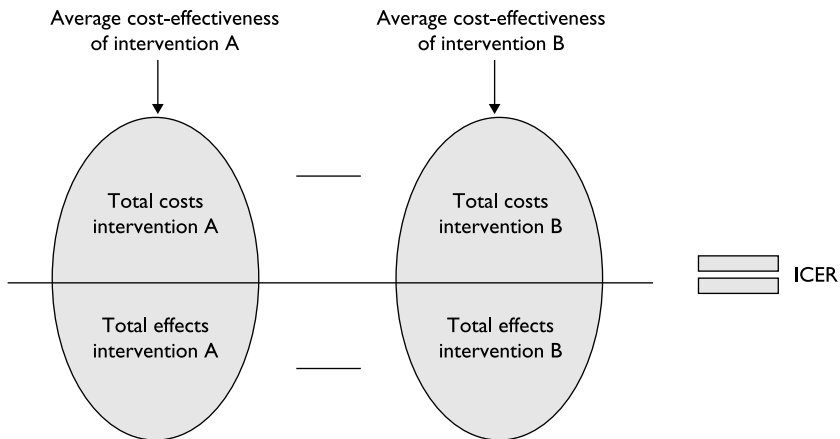 Average cost-effectiveness
of intervention A
Average cost-effectiveness
of intervention B
Total costs
intervention A
Total costs
intervention B
ICER
Total effects
intervention A
Total effects
intervention B